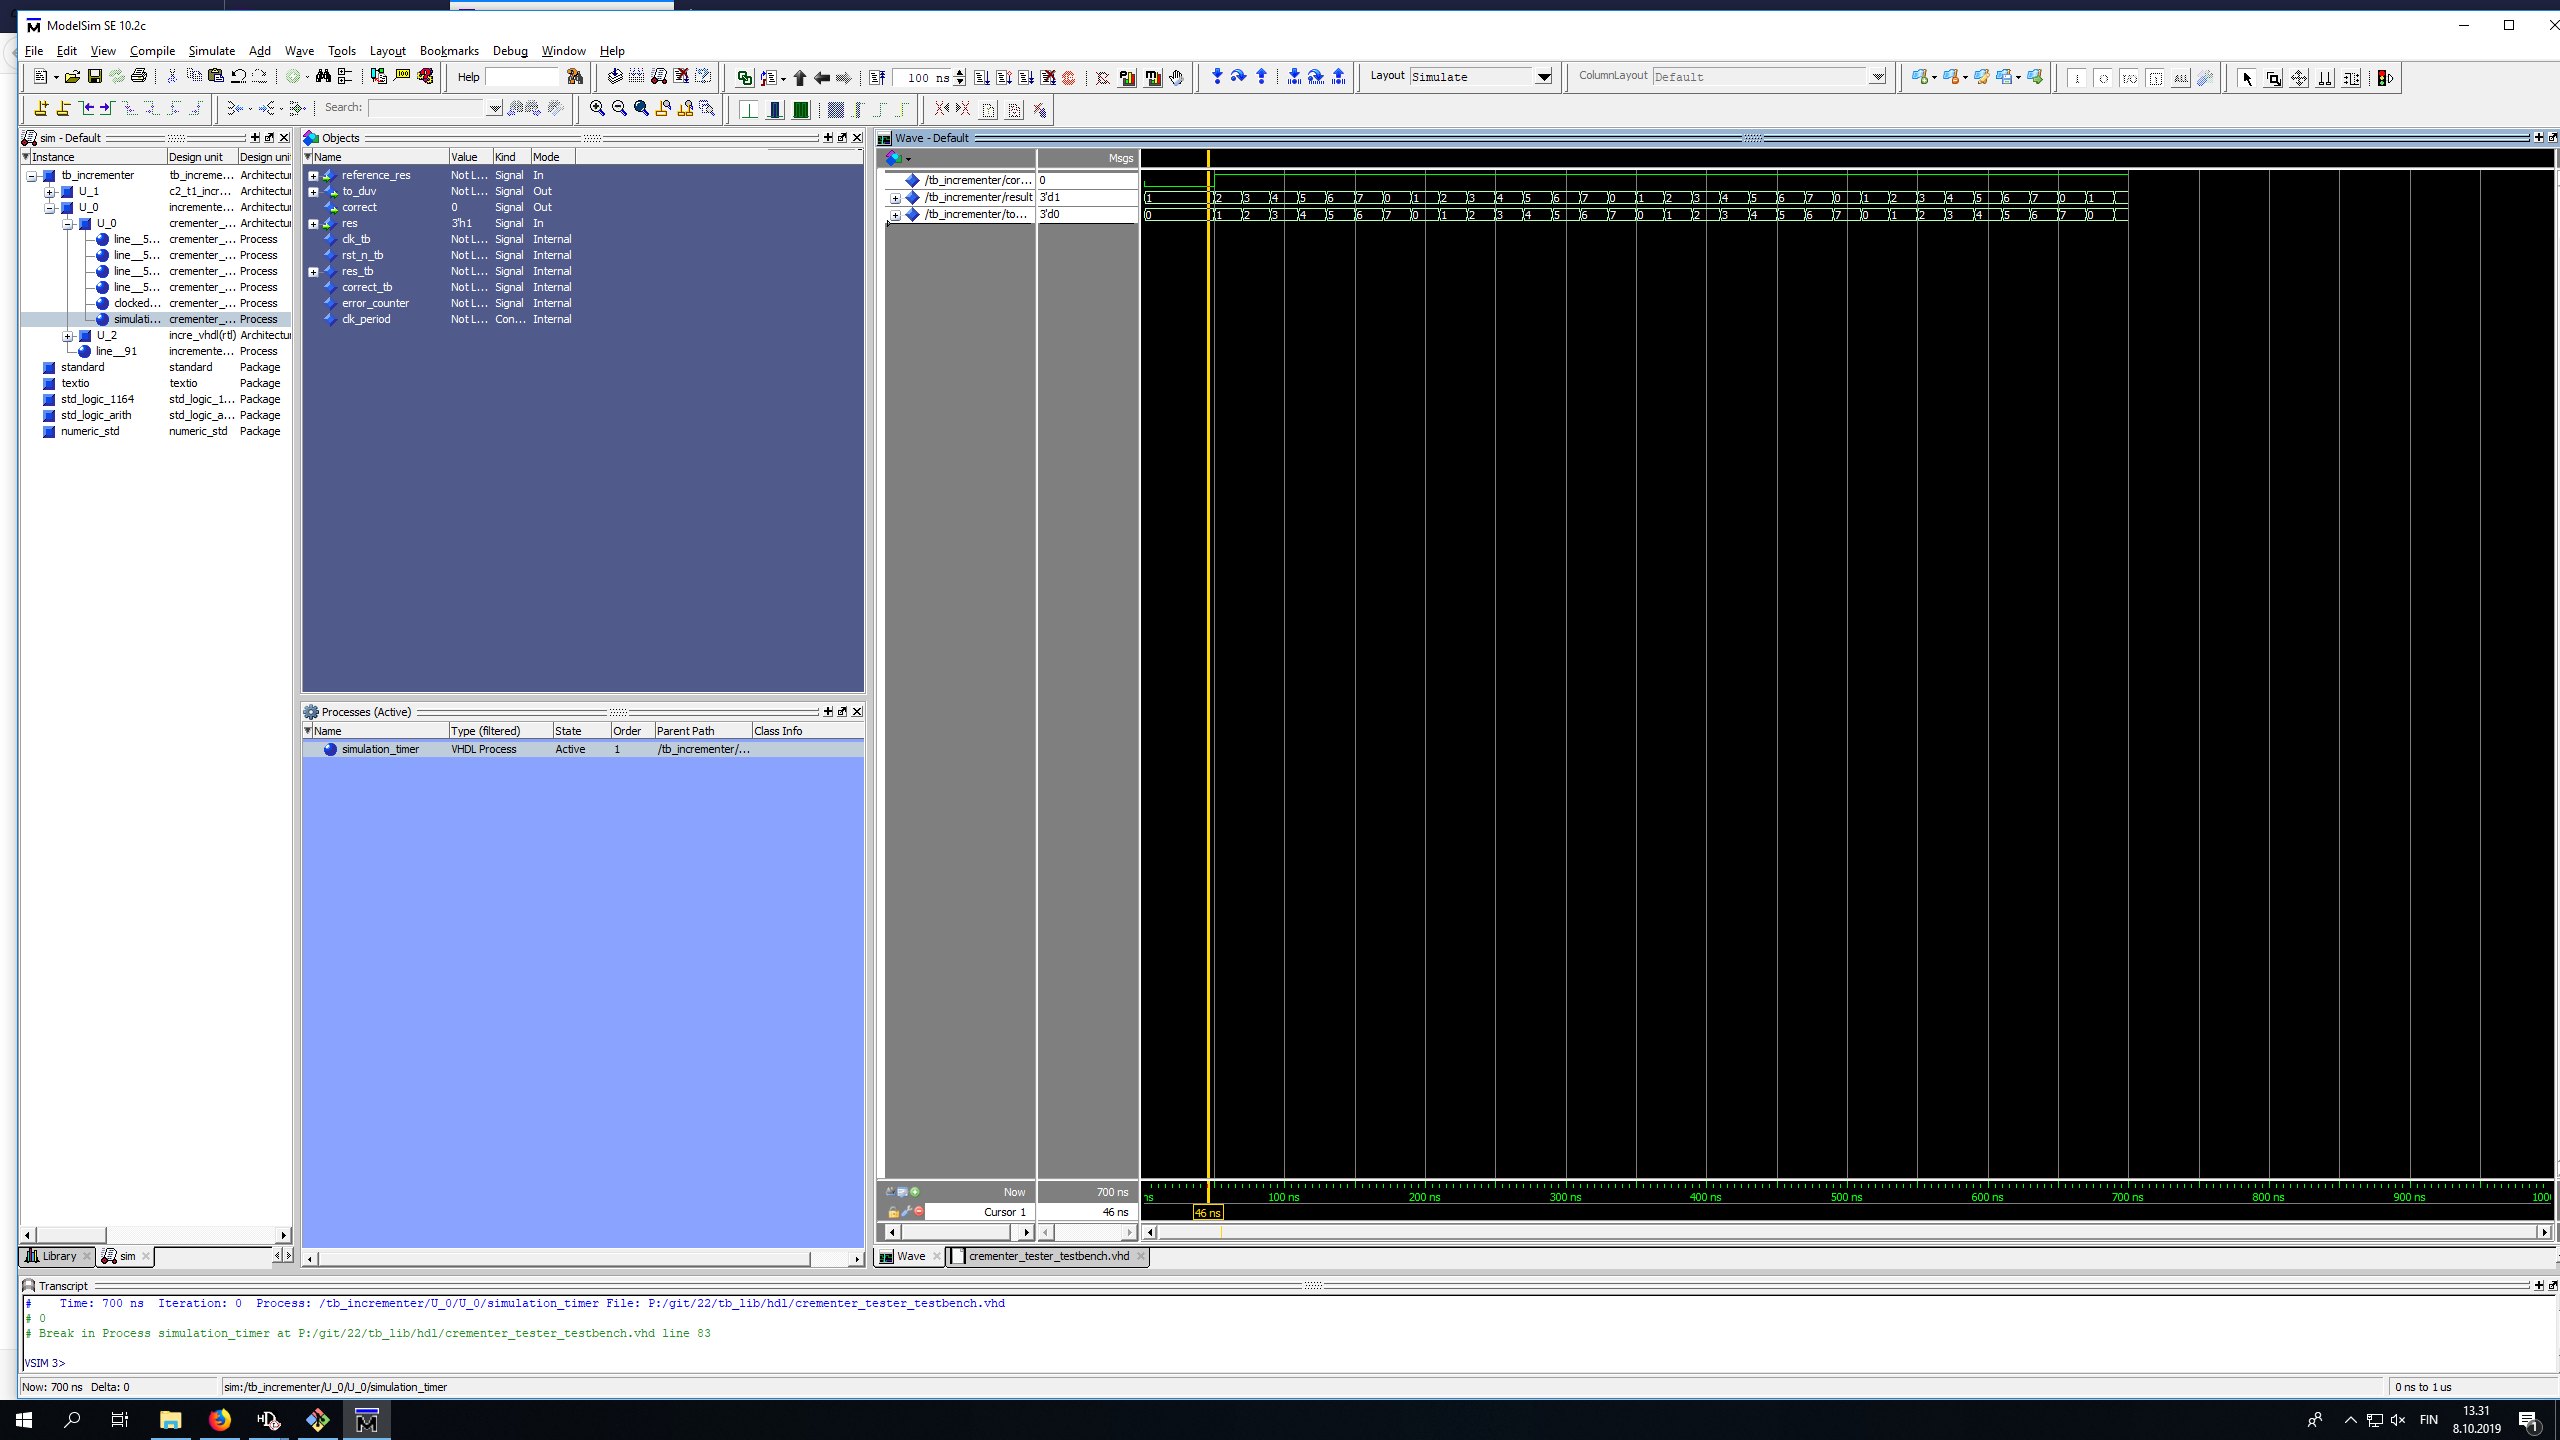 ModelSim SE 10.2c
File Edit View Compile Simulate Add Wave Tools Layout Bookmarks Debug Window Help
Help 100 ns Layout Simulate ColumnLayout Default
Search:
sim - Default
Instance Design unit Design unit
tb_incrementer tb_increme... Architectu
U_1 c2_t1_incr... Architectu
U_0 incremente... Architectu
U_0 crementer_... Architectu
line__5... crementer_... Process
line__5... crementer_... Process
line__5... crementer_... Process
line__5... crementer_... Process
clocked... crementer_... Process
simulati... crementer_... Process
U_2 incre_vhdl(rtl) Architectu
line__91 incremente... Process
standard standard Package
textio textio Package
std_logic_1164 std_logic_1... Package
std_logic_arith std_logic_a... Package
numeric_std numeric_std Package
Library sim
Objects
Name Value Kind Mode
reference_res Not L... Signal In
to_duv Not L... Signal Out
correct 0 Signal Out
res 3'h1 Signal In
clk_tb Not L... Signal Internal
rst_n_tb Not L... Signal Internal
res_tb Not L... Signal Internal
correct_tb Not L... Signal Internal
error_counter Not L... Signal Internal
clk_period Not L... Con... Internal
Processes (Active)
Name Type (filtered) State Order Parent Path Class Info
simulation_timer VHDL Process Active 1 /tb_incrementer/...
Wave - Default
Msgs
/tb_incrementer/cor... 0
/tb_incrementer/result 3'd1 1 2 3 4 5 6 7 0 1 2 3 4 5 6 7 0 1 2 3 4 5 6 7 0 1 2 3 4 5 6 7 0 1
/tb_incrementer/to... 3'd0 0 1 2 3 4 5 6 7 0 1 2 3 4 5 6 7 0 1 2 3 4 5 6 7 0 1 2 3 4 5 6 7 0
Now 700 ns ns 100 ns 200 ns 300 ns 400 ns 500 ns 600 ns 700 ns 800 ns 900 ns 1000
Cursor 1 46 ns 46 ns
Wave crementer_tester_testbench.vhd
Transcript
# Time: 700 ns Iteration: 0 Process: /tb_incrementer/U_0/U_0/simulation_timer File: P:/git/22/tb_lib/hdl/crementer_tester_testbench.vhd
# 0
# Break in Process simulation_timer at P:/git/22/tb_lib/hdl/crementer_tester_testbench.vhd line 83
VSIM 3>
Now: 700 ns Delta: 0 sim:/tb_incrementer/U_0/U_0/simulation_timer 0 ns to 1 us
FIN 13.31
8.10.2019 1